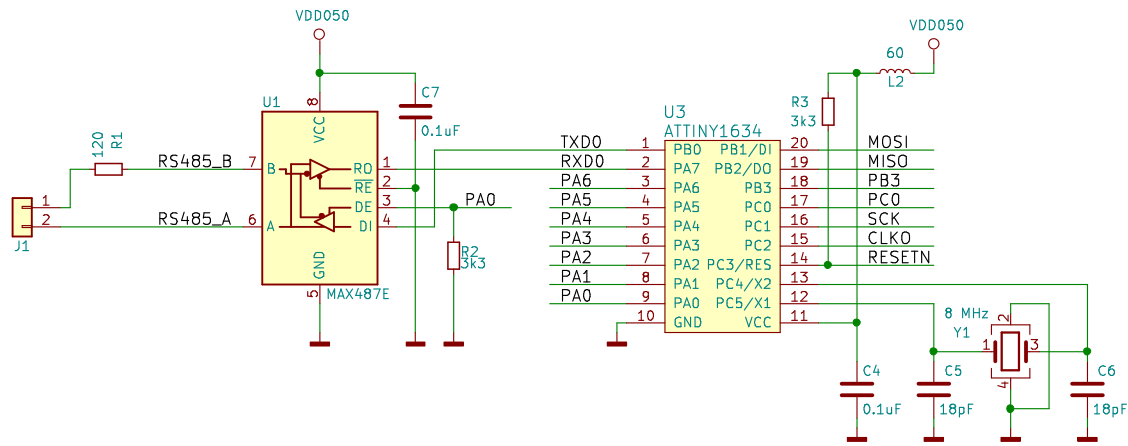 VDD050
VDD050
60
L2
U1
8
VCC
C7
0.1uF
R3
3k3
U3
ATTINY1634
120
R1
RS485_B
7
B
RO
1
RE
2
DE
3
PA0
DI
4
1
2
J1
RS485_A
6
A
GND
5
MAX487E
R2
3k3
TXD0
1
PB0
PB1/DI
20
MOSI
RXD0
2
PA7
PB2/DO
19
MISO
PA6
3
PA6
PB3
18
PB3
PA5
4
PA5
PC0
17
PC0
PA4
5
PA4
PC1
16
SCK
PA3
6
PA3
PC2
15
CLKO
PA2
7
PA2
PC3/RES
14
RESETN
PA1
8
PA1
PC4/X2
13
PA0
9
PA0
PC5/X1
12
10
GND
VCC
11
8 MHz
Y1
2
1
3
4
C4
0.1uF
C5
18pF
C6
18pF